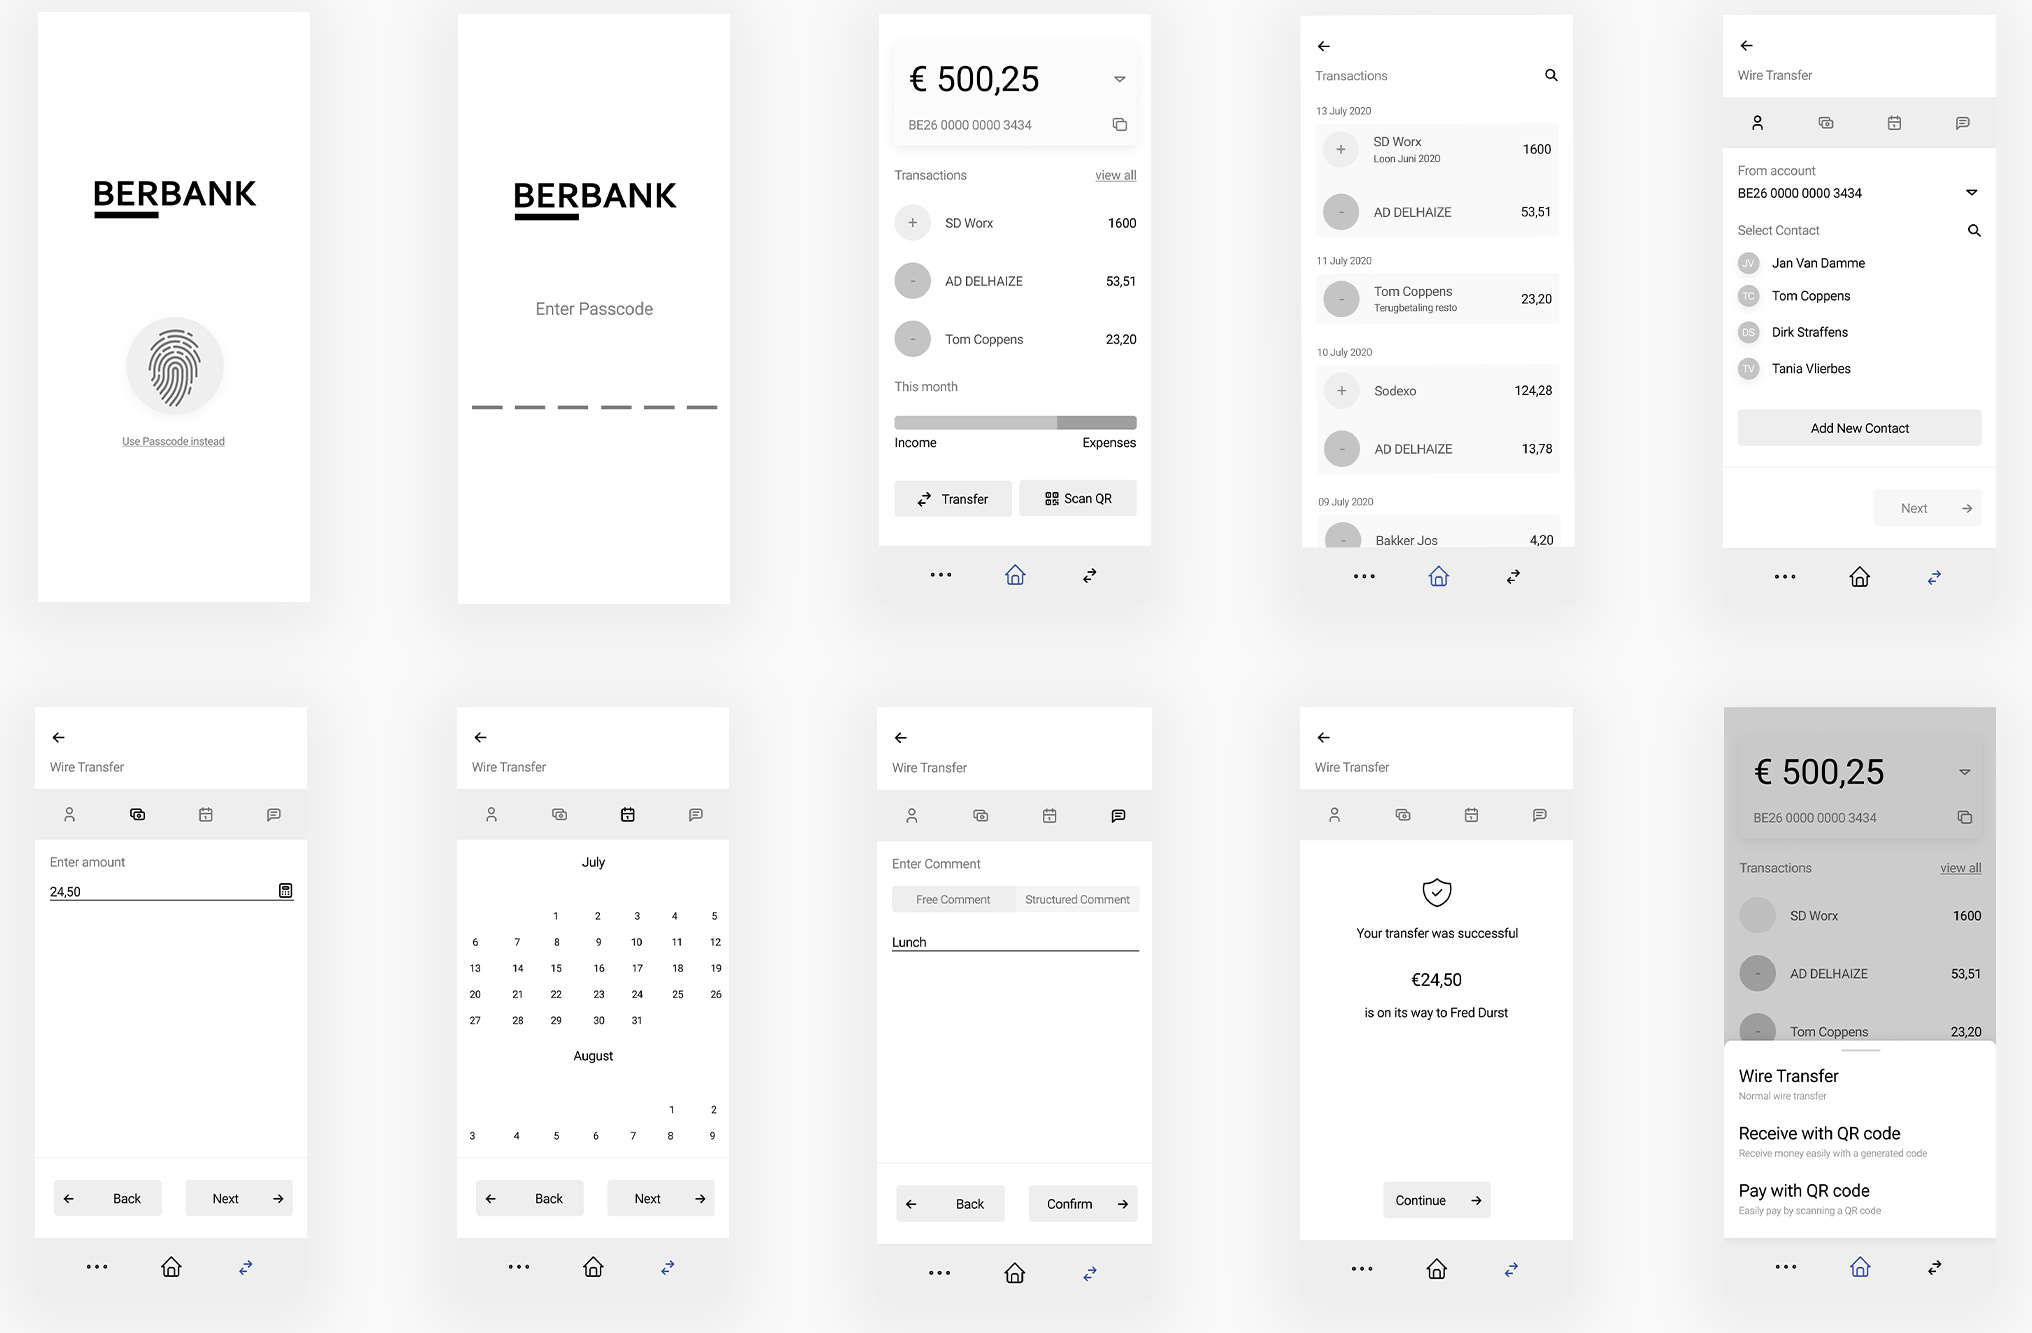 BERBANK
Use Passcode instead
BERBANK
Enter Passcode
€ 500,25
BE26 0000 0000 3434
Transactions view all
+ SD Worx 1600
- AD DELHAIZE 53,51
- Tom Coppens 23,20
This month
Income Expenses
Transfer Scan QR
Transactions
13 July 2020
+ SD Worx 1600
Loon Juni 2020
- AD DELHAIZE 53,51
11 July 2020
- Tom Coppens 23,20
Terugbetaling resto
10 July 2020
+ Sodexo 124,28
- AD DELHAIZE 13,78
09 July 2020
- Bakker Jos 4,20
Wire Transfer
From account
BE26 0000 0000 3434
Select Contact
JV Jan Van Damme
TC Tom Coppens
DS Dirk Straffens
TV Tania Vlierbes
Add New Contact
Next
Wire Transfer
Enter amount
24,50
Back Next
Wire Transfer
July
1 2 3 4 5
6 7 8 9 10 11 12
13 14 15 16 17 18 19
20 21 22 23 24 25 26
27 28 29 30 31
August
1 2
3 4 5 6 7 8 9
Back Next
Wire Transfer
Enter Comment
Free Comment Structured Comment
Lunch
Back Confirm
Wire Transfer
Your transfer was successful
€24,50
is on its way to Fred Durst
Continue
€ 500,25
BE26 0000 0000 3434
Transactions view all
SD Worx 1600
- AD DELHAIZE 53,51
- Tom Coppens 23,20
Wire Transfer
Normal wire transfer
Receive with QR code
Receive money easily with a generated code
Pay with QR code
Easily pay by scanning a QR code